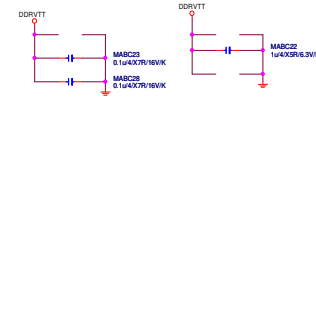 DDRVTT
DDRVTT
MABC23
0.1u/4/X7R/16V/K
MABC28
0.1u/4/X7R/16V/K
MABC22
1u/4/X5R/6.3V/